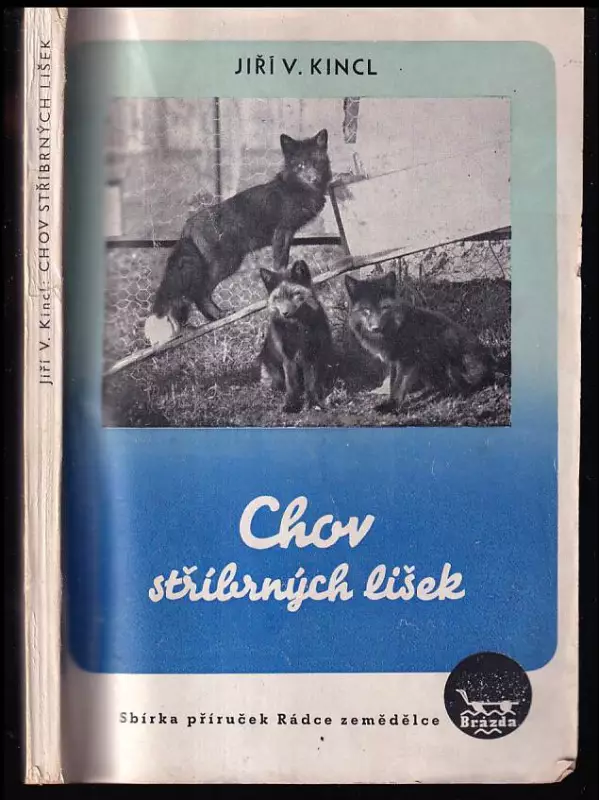 Jiří V. Kincl: CHOV STŘÍBRNÝCH LIŠEK
JIŘÍ V. KINCL
Chov
stříbrných lišek
Sbírka příruček Rádce zemědělce
Brázda